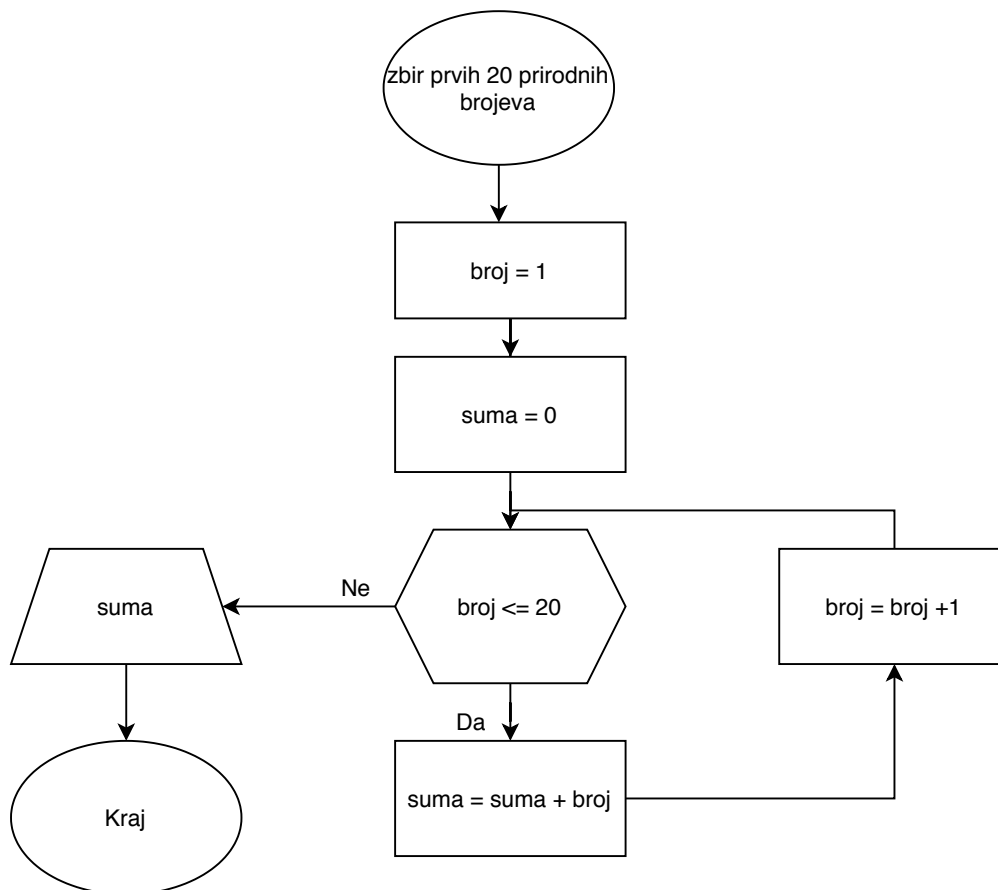 zbir prvih 20 prirodnih
brojeva
broj = 1
suma = 0
broj <= 20
Ne
suma
Kraj
Da
suma = suma + broj
broj = broj +1